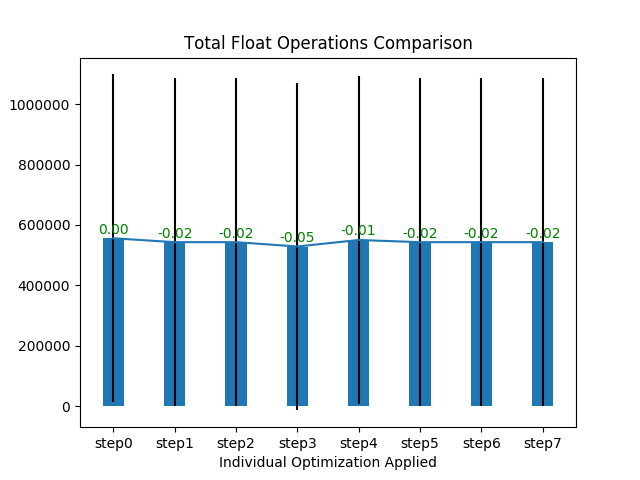 Total Float Operations Comparison
1000000
800000
600000
400000
200000
0
0.00 -0.02 -0.02 -0.05 -0.01 -0.02 -0.02 -0.02
step0 step1 step2 step3 step4 step5 step6 step7
Individual Optimization Applied